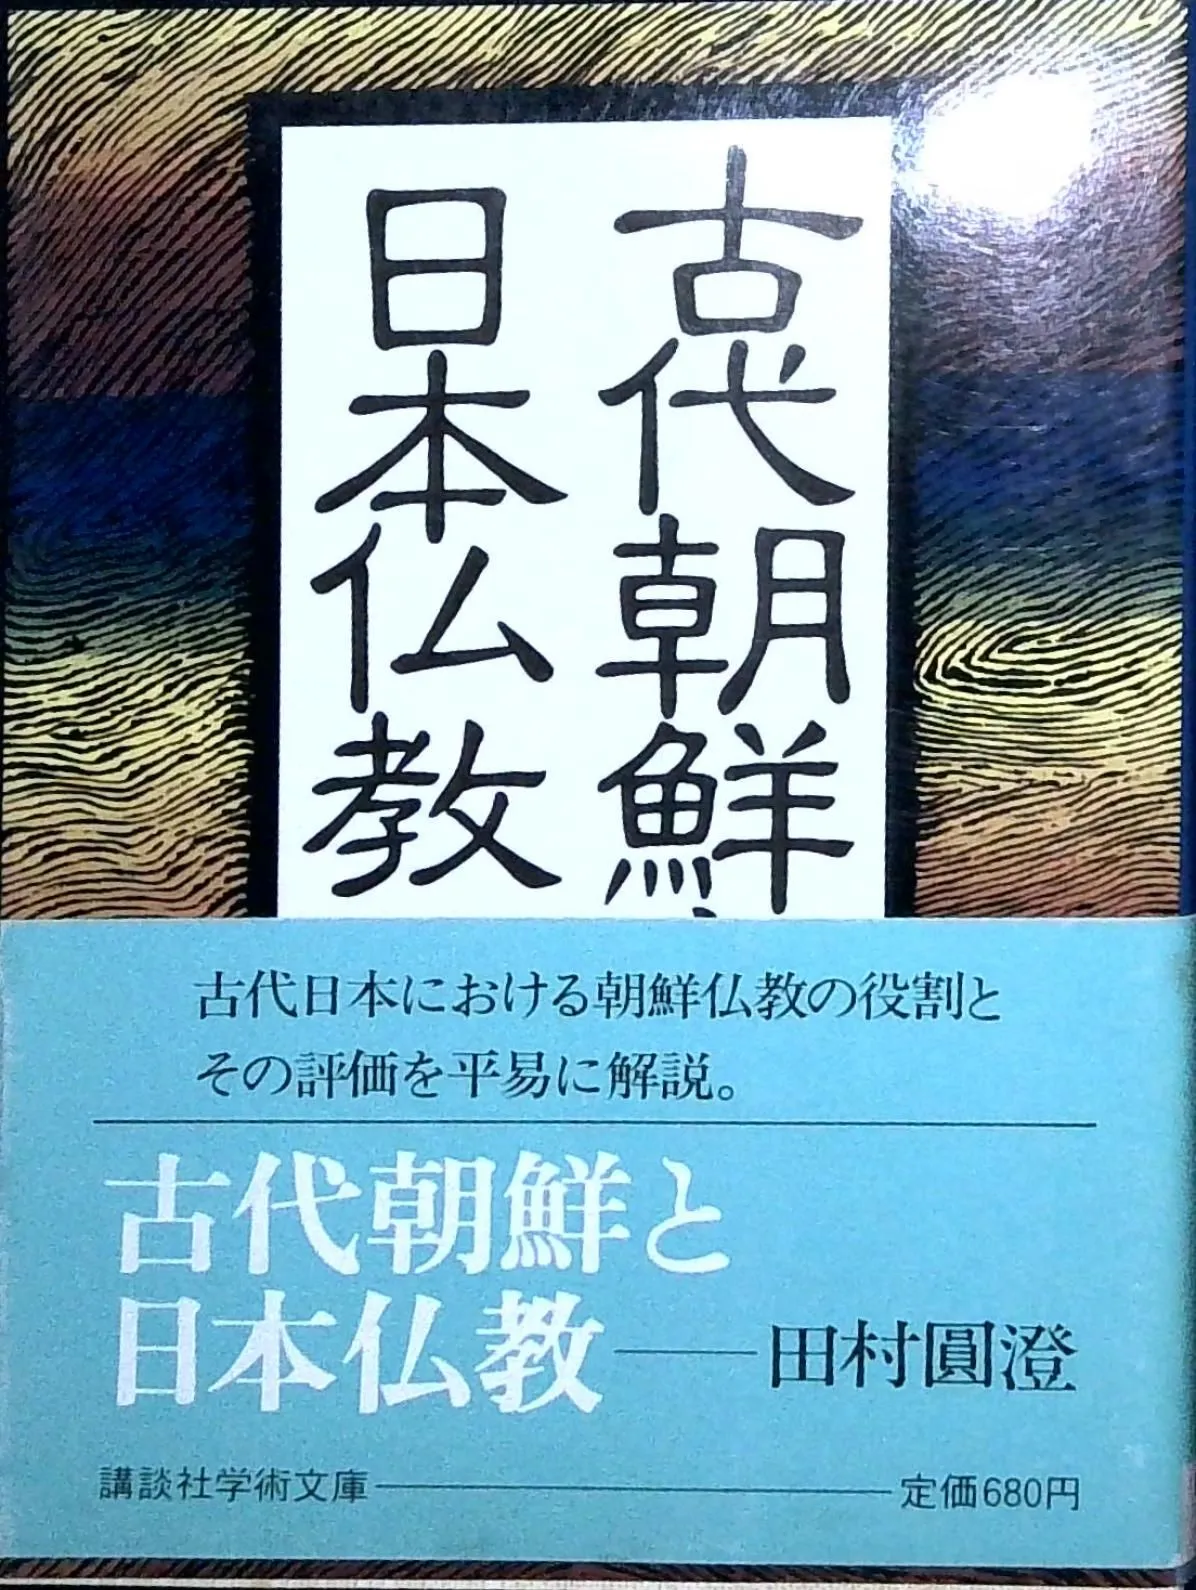 古代朝鮮
日本仏教
古代日本における朝鮮仏教の役割と
その評価を平易に解説。
古代朝鮮と
日本仏教——田村圓澄
講談社学術文庫——定価680円